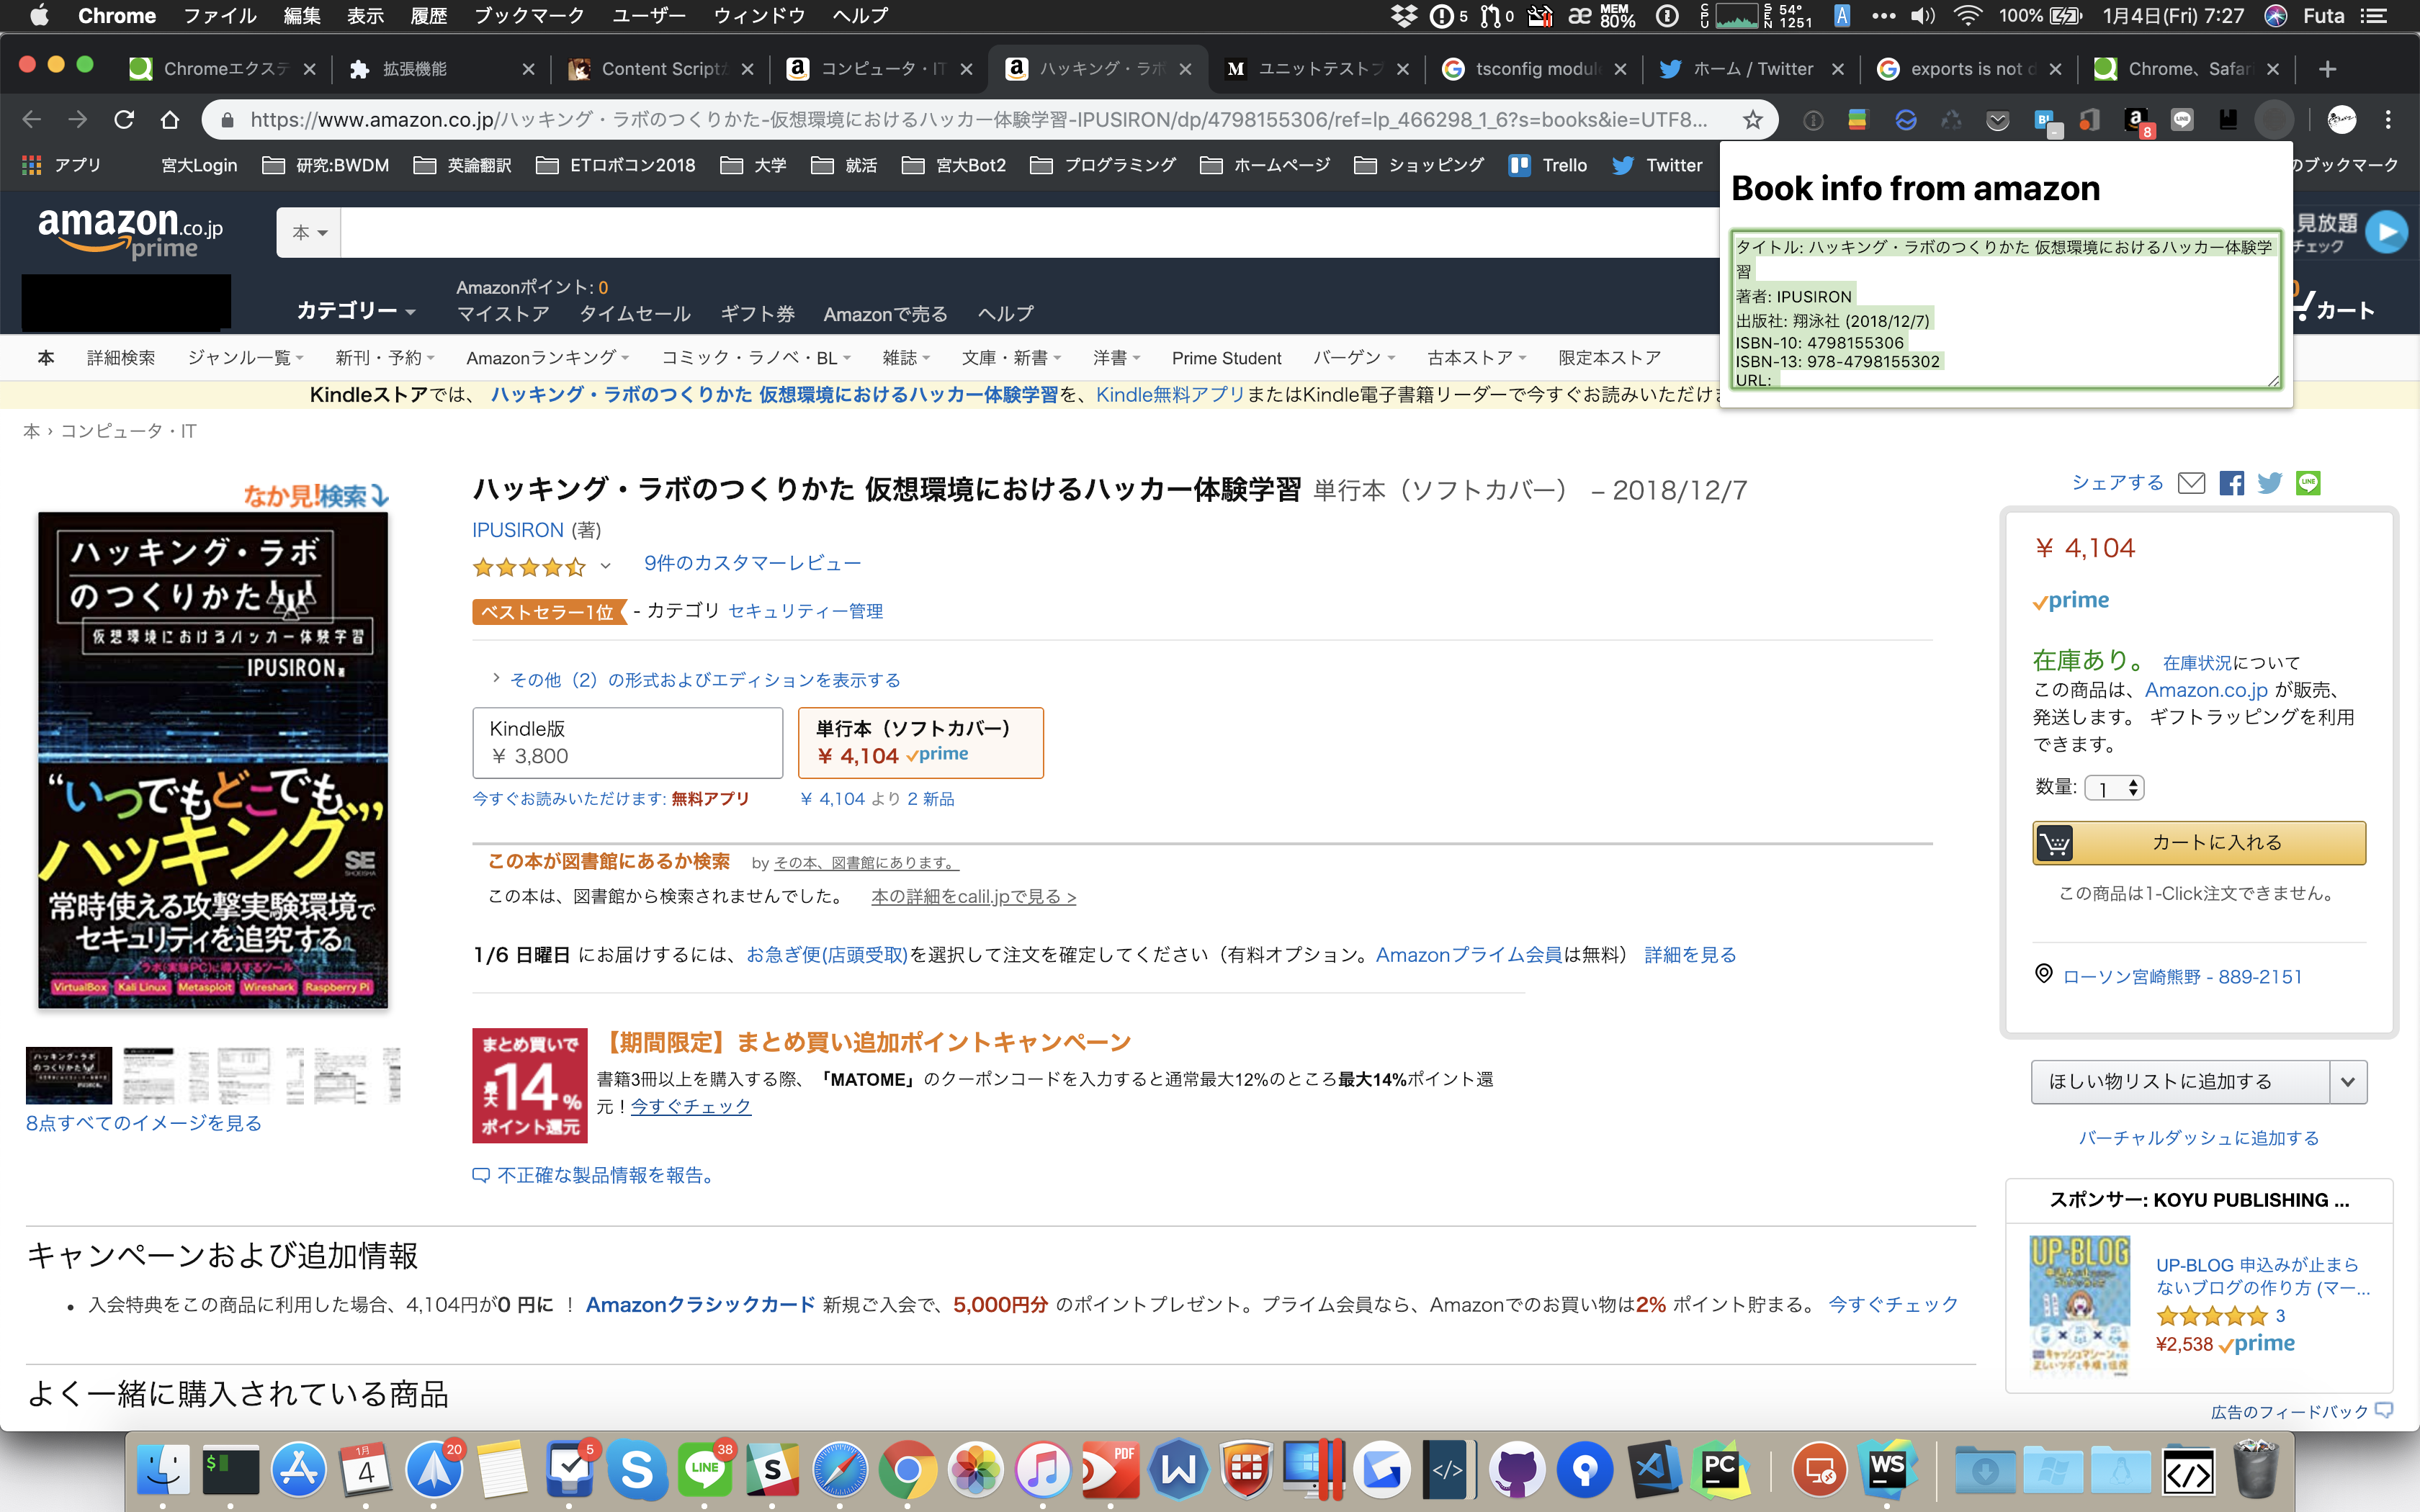 Chrome ファイル 編集 表示 履歴 ブックマーク ユーザー ウィンドウ ヘルプ 5 0 MEM 80% CPU SEN 54° 1251 A 100% 1月4日(Fri) 7:27 Futa
Chromeエクステ 拡張機能 Content Scriptか コンピュータ・IT ハッキング・ラボ M ユニットテストフ tsconfig module ホーム / Twitter exports is not d Chrome、Safari
https://www.amazon.co.jp/ハッキング・ラボのつくりかた-仮想環境におけるハッカー体験学習-IPUSIRON/dp/4798155306/ref=lp_466298_1_6?s=books&ie=UTF8... 8
アプリ 宮大Login 研究:BWDM 英論翻訳 ETロボコン2018 大学 就活 宮大Bot2 プログラミング ホームページ ショッピング Trello Twitter のブックマーク
Book info from amazon
タイトル: ハッキング・ラボのつくりかた 仮想環境におけるハッカー体験学
習
著者: IPUSIRON
出版社: 翔泳社 (2018/12/7)
ISBN-10: 4798155306
ISBN-13: 978-4798155302
URL:
amazon.co.jp
prime
本
見放題
チェック
カテゴリー
Amazonポイント: 0
マイストア タイムセール ギフト券 Amazonで売る ヘルプ
0
カート
本 詳細検索 ジャンル一覧 新刊・予約 Amazonランキング コミック・ラノベ・BL 雑誌 文庫・新書 洋書 Prime Student バーゲン 古本ストア 限定本ストア
Kindleストアでは、 ハッキング・ラボのつくりかた 仮想環境におけるハッカー体験学習を、Kindle無料アプリまたはKindle電子書籍リーダーで今すぐお読みいただけま
本 › コンピュータ・IT
なか見!検索
ハッキング・ラボ
のつくりかた
仮想環境におけるハッカー体験学習
IPUSIRON著
“いつでもどこでも、
ハッキング”
SE
SHOEISHA
常時使える攻撃実験環境で
セキュリティを追究する
ラボ(実験PC)に導入するツール
VirtualBox Kali Linux Metasploit Wireshark Raspberry Pi
8点すべてのイメージを見る
ハッキング・ラボのつくりかた 仮想環境におけるハッカー体験学習 単行本（ソフトカバー） – 2018/12/7
IPUSIRON (著)
9件のカスタマーレビュー
ベストセラー1位 - カテゴリ セキュリティー管理
その他（2）の形式およびエディションを表示する
Kindle版
¥ 3,800
単行本（ソフトカバー）
¥ 4,104 prime
今すぐお読みいただけます: 無料アプリ
¥ 4,104 より 2 新品
この本が図書館にあるか検索 by その本、図書館にあります。
この本は、図書館から検索されませんでした。 本の詳細をcalil.jpで見る >
1/6 日曜日 にお届けするには、お急ぎ便(店頭受取)を選択して注文を確定してください（有料オプション。Amazonプライム会員は無料） 詳細を見る
まとめ買いで
最大14%
ポイント還元
【期間限定】まとめ買い追加ポイントキャンペーン
書籍3冊以上を購入する際、「MATOME」のクーポンコードを入力すると通常最大12%のところ最大14%ポイント還
元！今すぐチェック
不正確な製品情報を報告。
シェアする
LINE
¥ 4,104
prime
在庫あり。 在庫状況について
この商品は、Amazon.co.jp が販売、
発送します。 ギフトラッピングを利用
できます。
数量: 1
カートに入れる
この商品は1-Click注文できません。
ローソン宮崎熊野 - 889-2151
ほしい物リストに追加する
バーチャルダッシュに追加する
スポンサー: KOYU PUBLISHING ...
UP-BLOG
UP-BLOG 申込みが止まら
ないブログの作り方 (マー...
3
¥2,538 prime
広告のフィードバック
キャンペーンおよび追加情報
入会特典をこの商品に利用した場合、4,104円が0 円に ！ Amazonクラシックカード 新規ご入会で、5,000円分 のポイントプレゼント。プライム会員なら、Amazonでのお買い物は2% ポイント貯まる。 今すぐチェック
よく一緒に購入されている商品
1月 4 20 5 S LINE 38 S PDF W </> PC WS </>